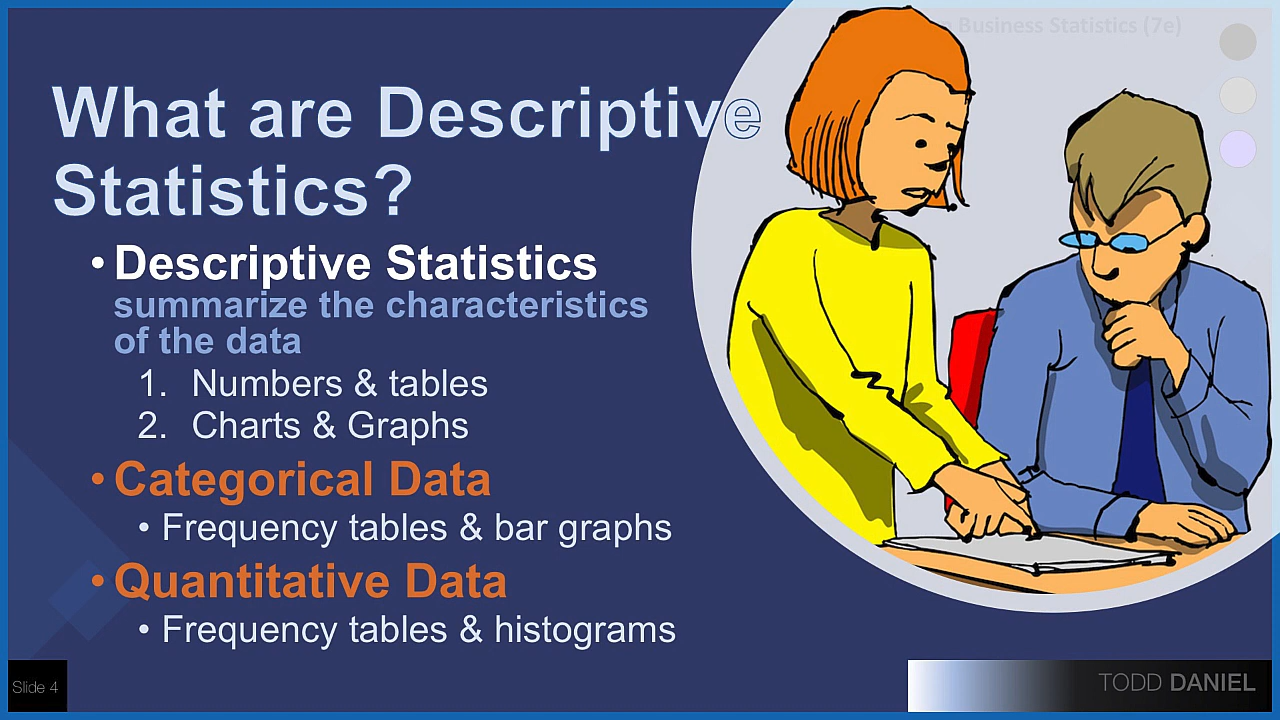 Business Statistics (7e)
What are Descriptive
Statistics?
• Descriptive Statistics
summarize the characteristics
of the data
1. Numbers & tables
2. Charts & Graphs
• Categorical Data
• Frequency tables & bar graphs
• Quantitative Data
• Frequency tables & histograms
Slide 4
TODD DANIEL